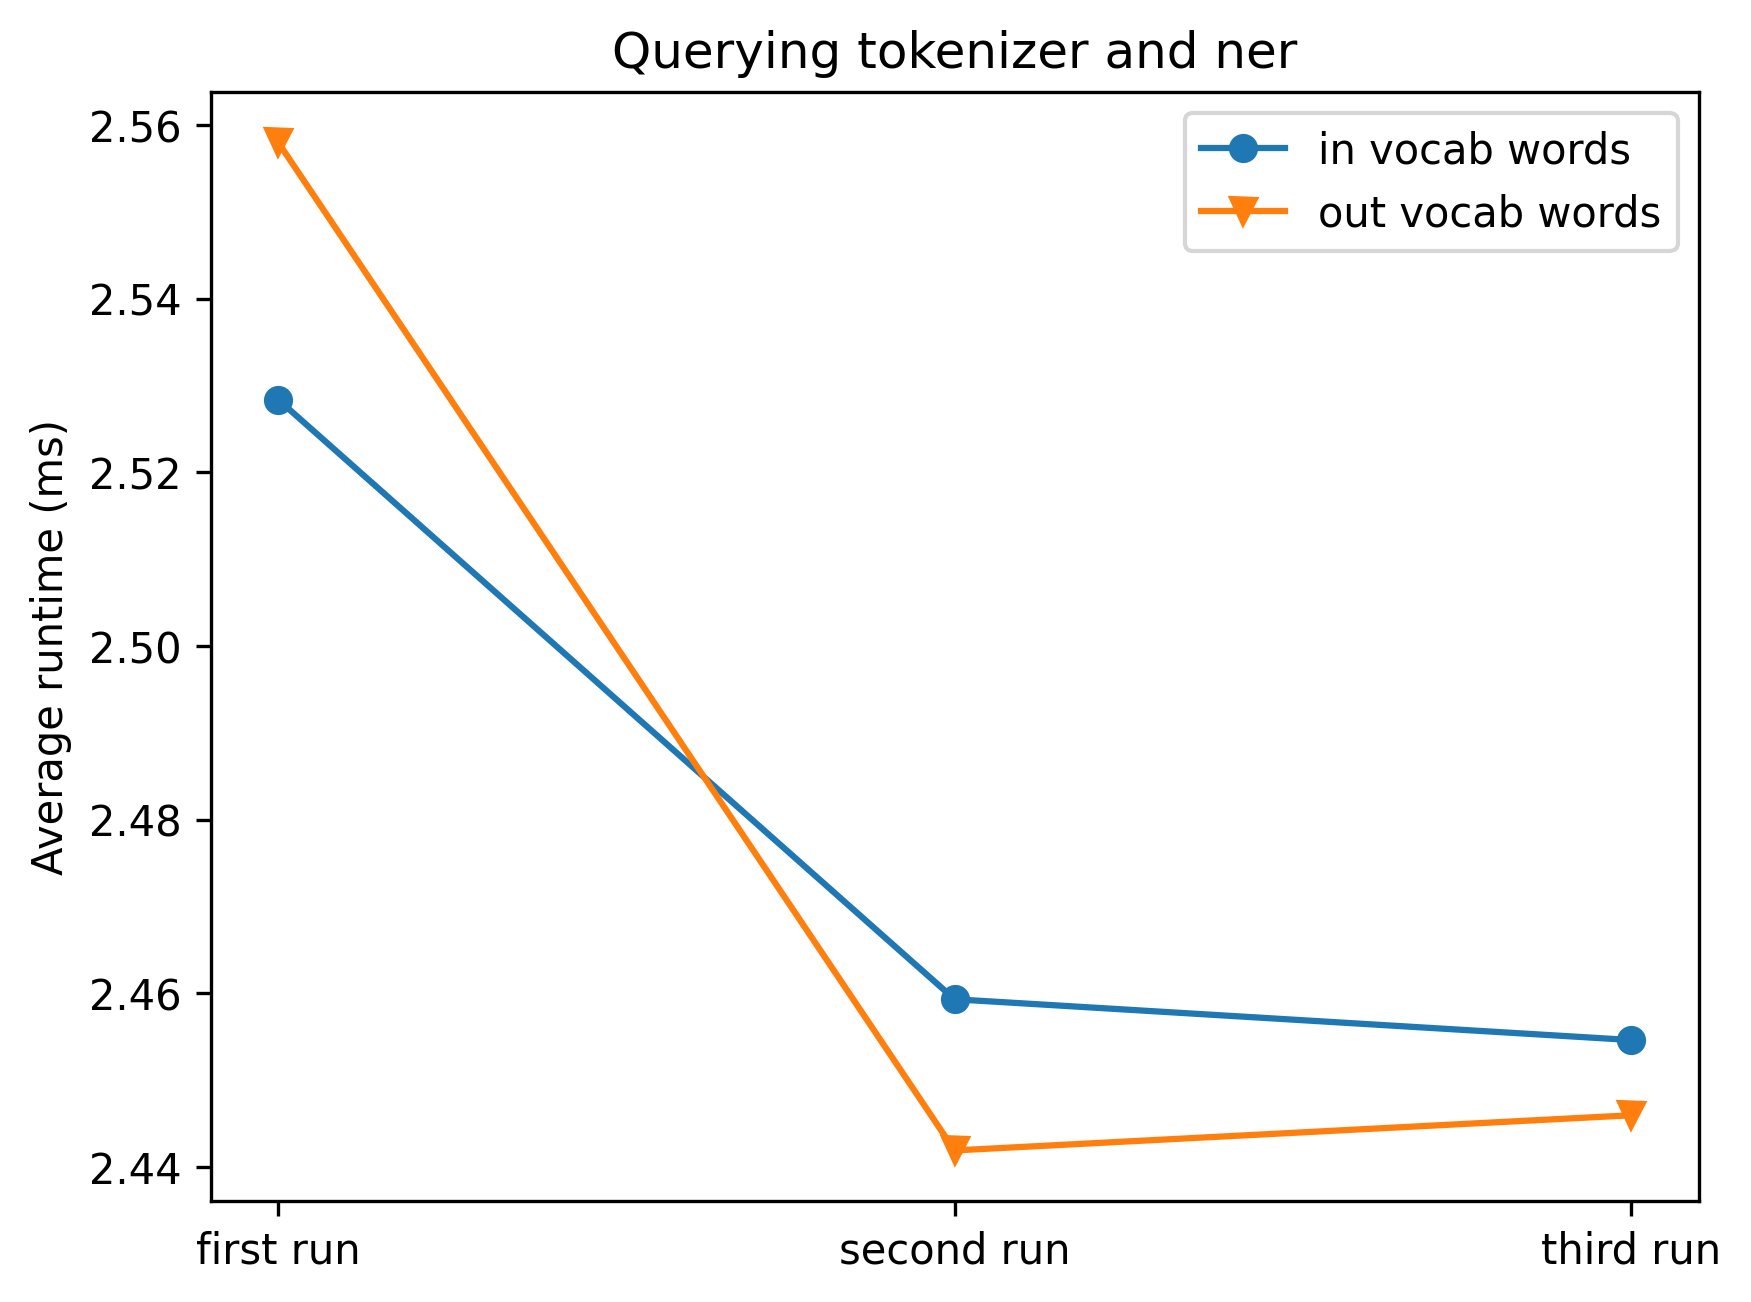 Querying tokenizer and ner
in vocab words
out vocab words
Average runtime (ms)
2.56
2.54
2.52
2.50
2.48
2.46
2.44
first run
second run
third run